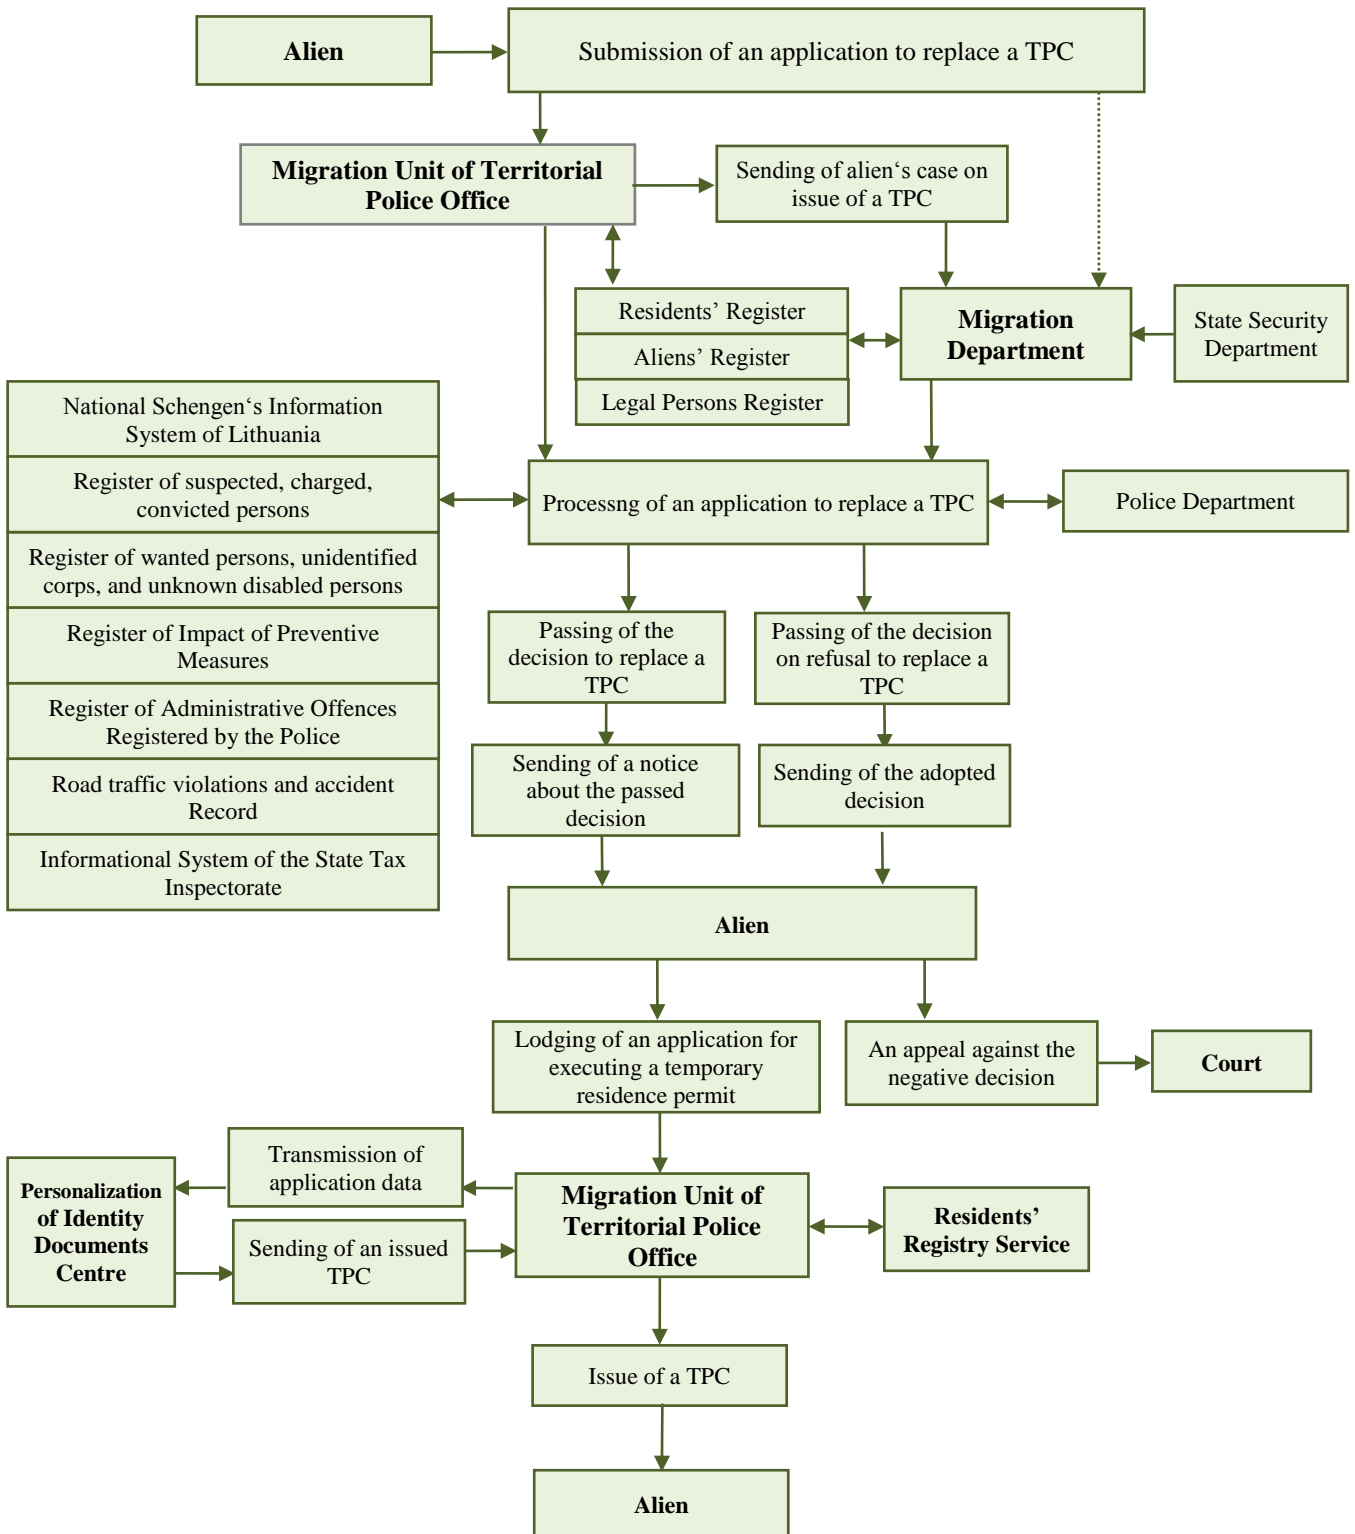 Alien
Submission of an application to replace a TPC
Migration Unit of Territorial
Police Office
Sending of alien‘s case on
issue of a TPC
Residents’ Register
Aliens’ Register
Legal Persons Register
Migration
Department
State Security
Department
National Schengen‘s Information
System of Lithuania
Register of suspected, charged,
convicted persons
Register of wanted persons, unidentified
corps, and unknown disabled persons
Register of Impact of Preventive
Measures
Register of Administrative Offences
Registered by the Police
Road traffic violations and accident
Record
Informational System of the State Tax
Inspectorate
Processng of an application to replace a TPC
Police Department
Passing of the
decision to replace a
TPC
Passing of the decision
on refusal to replace a
TPC
Sending of a notice
about the passed
decision
Sending of the adopted
decision
Alien
Lodging of an application for
executing a temporary
residence permit
An appeal against the
negative decision
Court
Transmission of
application data
Personalization
of Identity
Documents
Centre
Sending of an issued
TPC
Migration Unit of
Territorial Police
Office
Residents’
Registry Service
Issue of a TPC
Alien